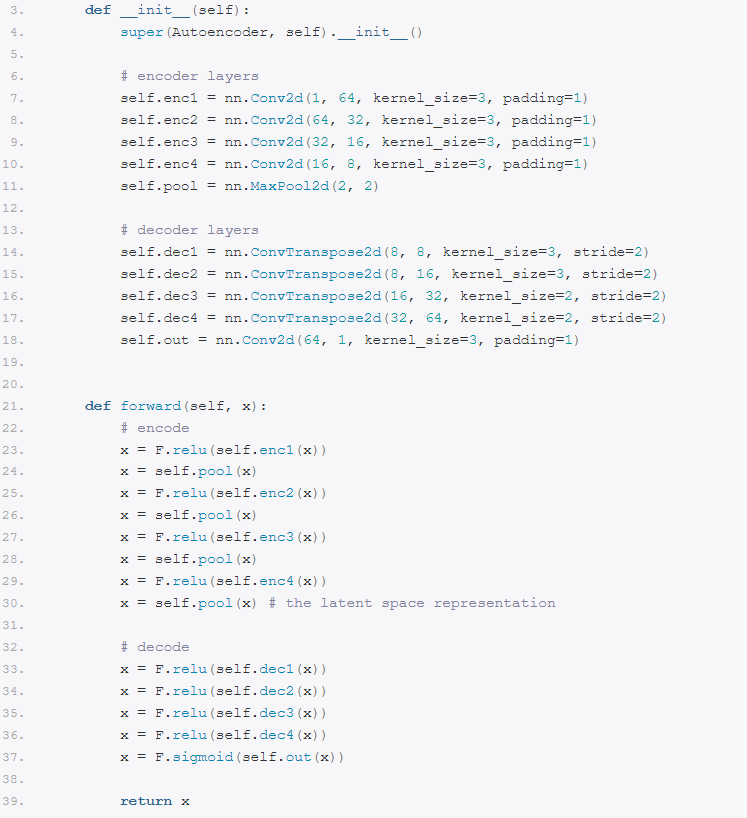 3. def __init__(self):
4. super(Autoencoder, self).__init__()
5.
6. # encoder layers
7. self.enc1 = nn.Conv2d(1, 64, kernel_size=3, padding=1)
8. self.enc2 = nn.Conv2d(64, 32, kernel_size=3, padding=1)
9. self.enc3 = nn.Conv2d(32, 16, kernel_size=3, padding=1)
10. self.enc4 = nn.Conv2d(16, 8, kernel_size=3, padding=1)
11. self.pool = nn.MaxPool2d(2, 2)
12.
13. # decoder layers
14. self.dec1 = nn.ConvTranspose2d(8, 8, kernel_size=3, stride=2)
15. self.dec2 = nn.ConvTranspose2d(8, 16, kernel_size=3, stride=2)
16. self.dec3 = nn.ConvTranspose2d(16, 32, kernel_size=2, stride=2)
17. self.dec4 = nn.ConvTranspose2d(32, 64, kernel_size=2, stride=2)
18. self.out = nn.Conv2d(64, 1, kernel_size=3, padding=1)
19.
20.
21. def forward(self, x):
22. # encode
23. x = F.relu(self.enc1(x))
24. x = self.pool(x)
25. x = F.relu(self.enc2(x))
26. x = self.pool(x)
27. x = F.relu(self.enc3(x))
28. x = self.pool(x)
29. x = F.relu(self.enc4(x))
30. x = self.pool(x) # the latent space representation
31.
32. # decode
33. x = F.relu(self.dec1(x))
34. x = F.relu(self.dec2(x))
35. x = F.relu(self.dec3(x))
36. x = F.relu(self.dec4(x))
37. x = F.sigmoid(self.out(x))
38.
39. return x